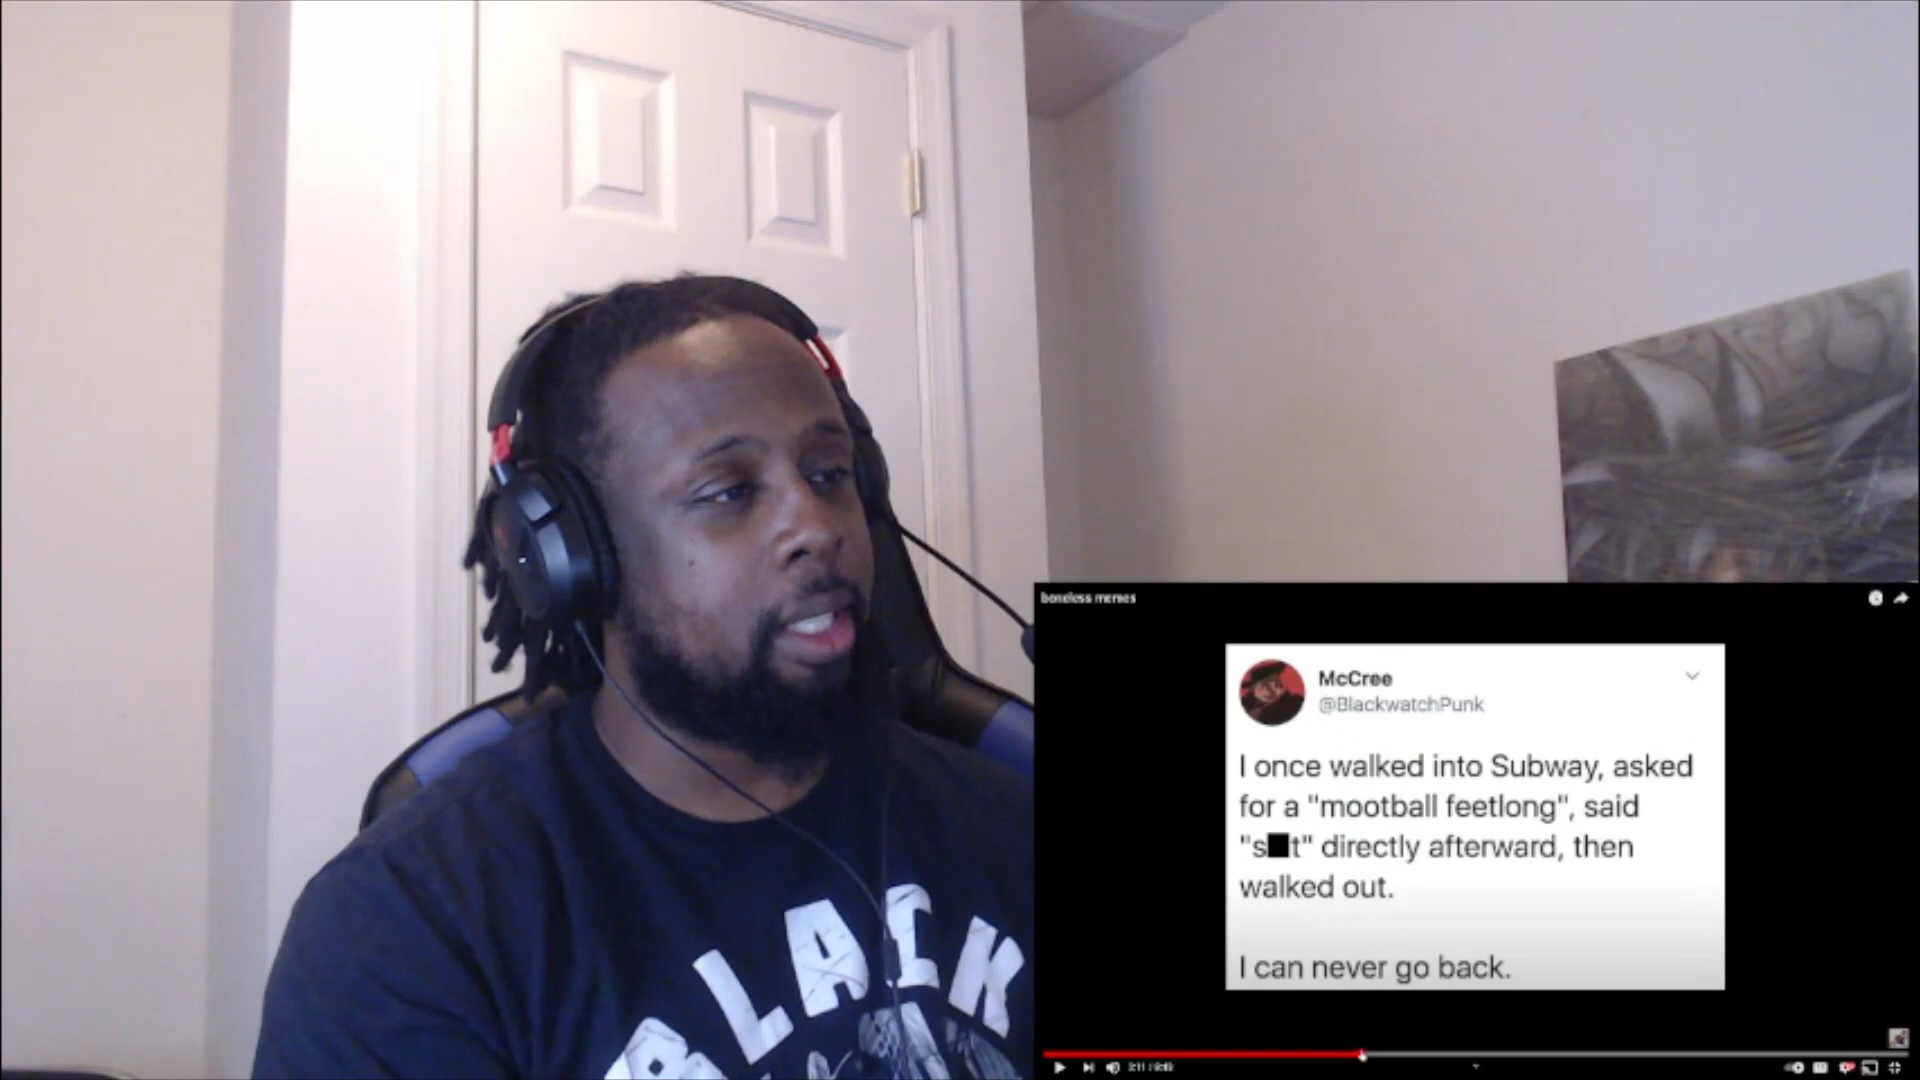 boneless memes
McCree
@BlackwatchPunk
I once walked into Subway, asked
for a "mootball feetlong", said
"s■t" directly afterward, then
walked out.
I can never go back.
BLACK